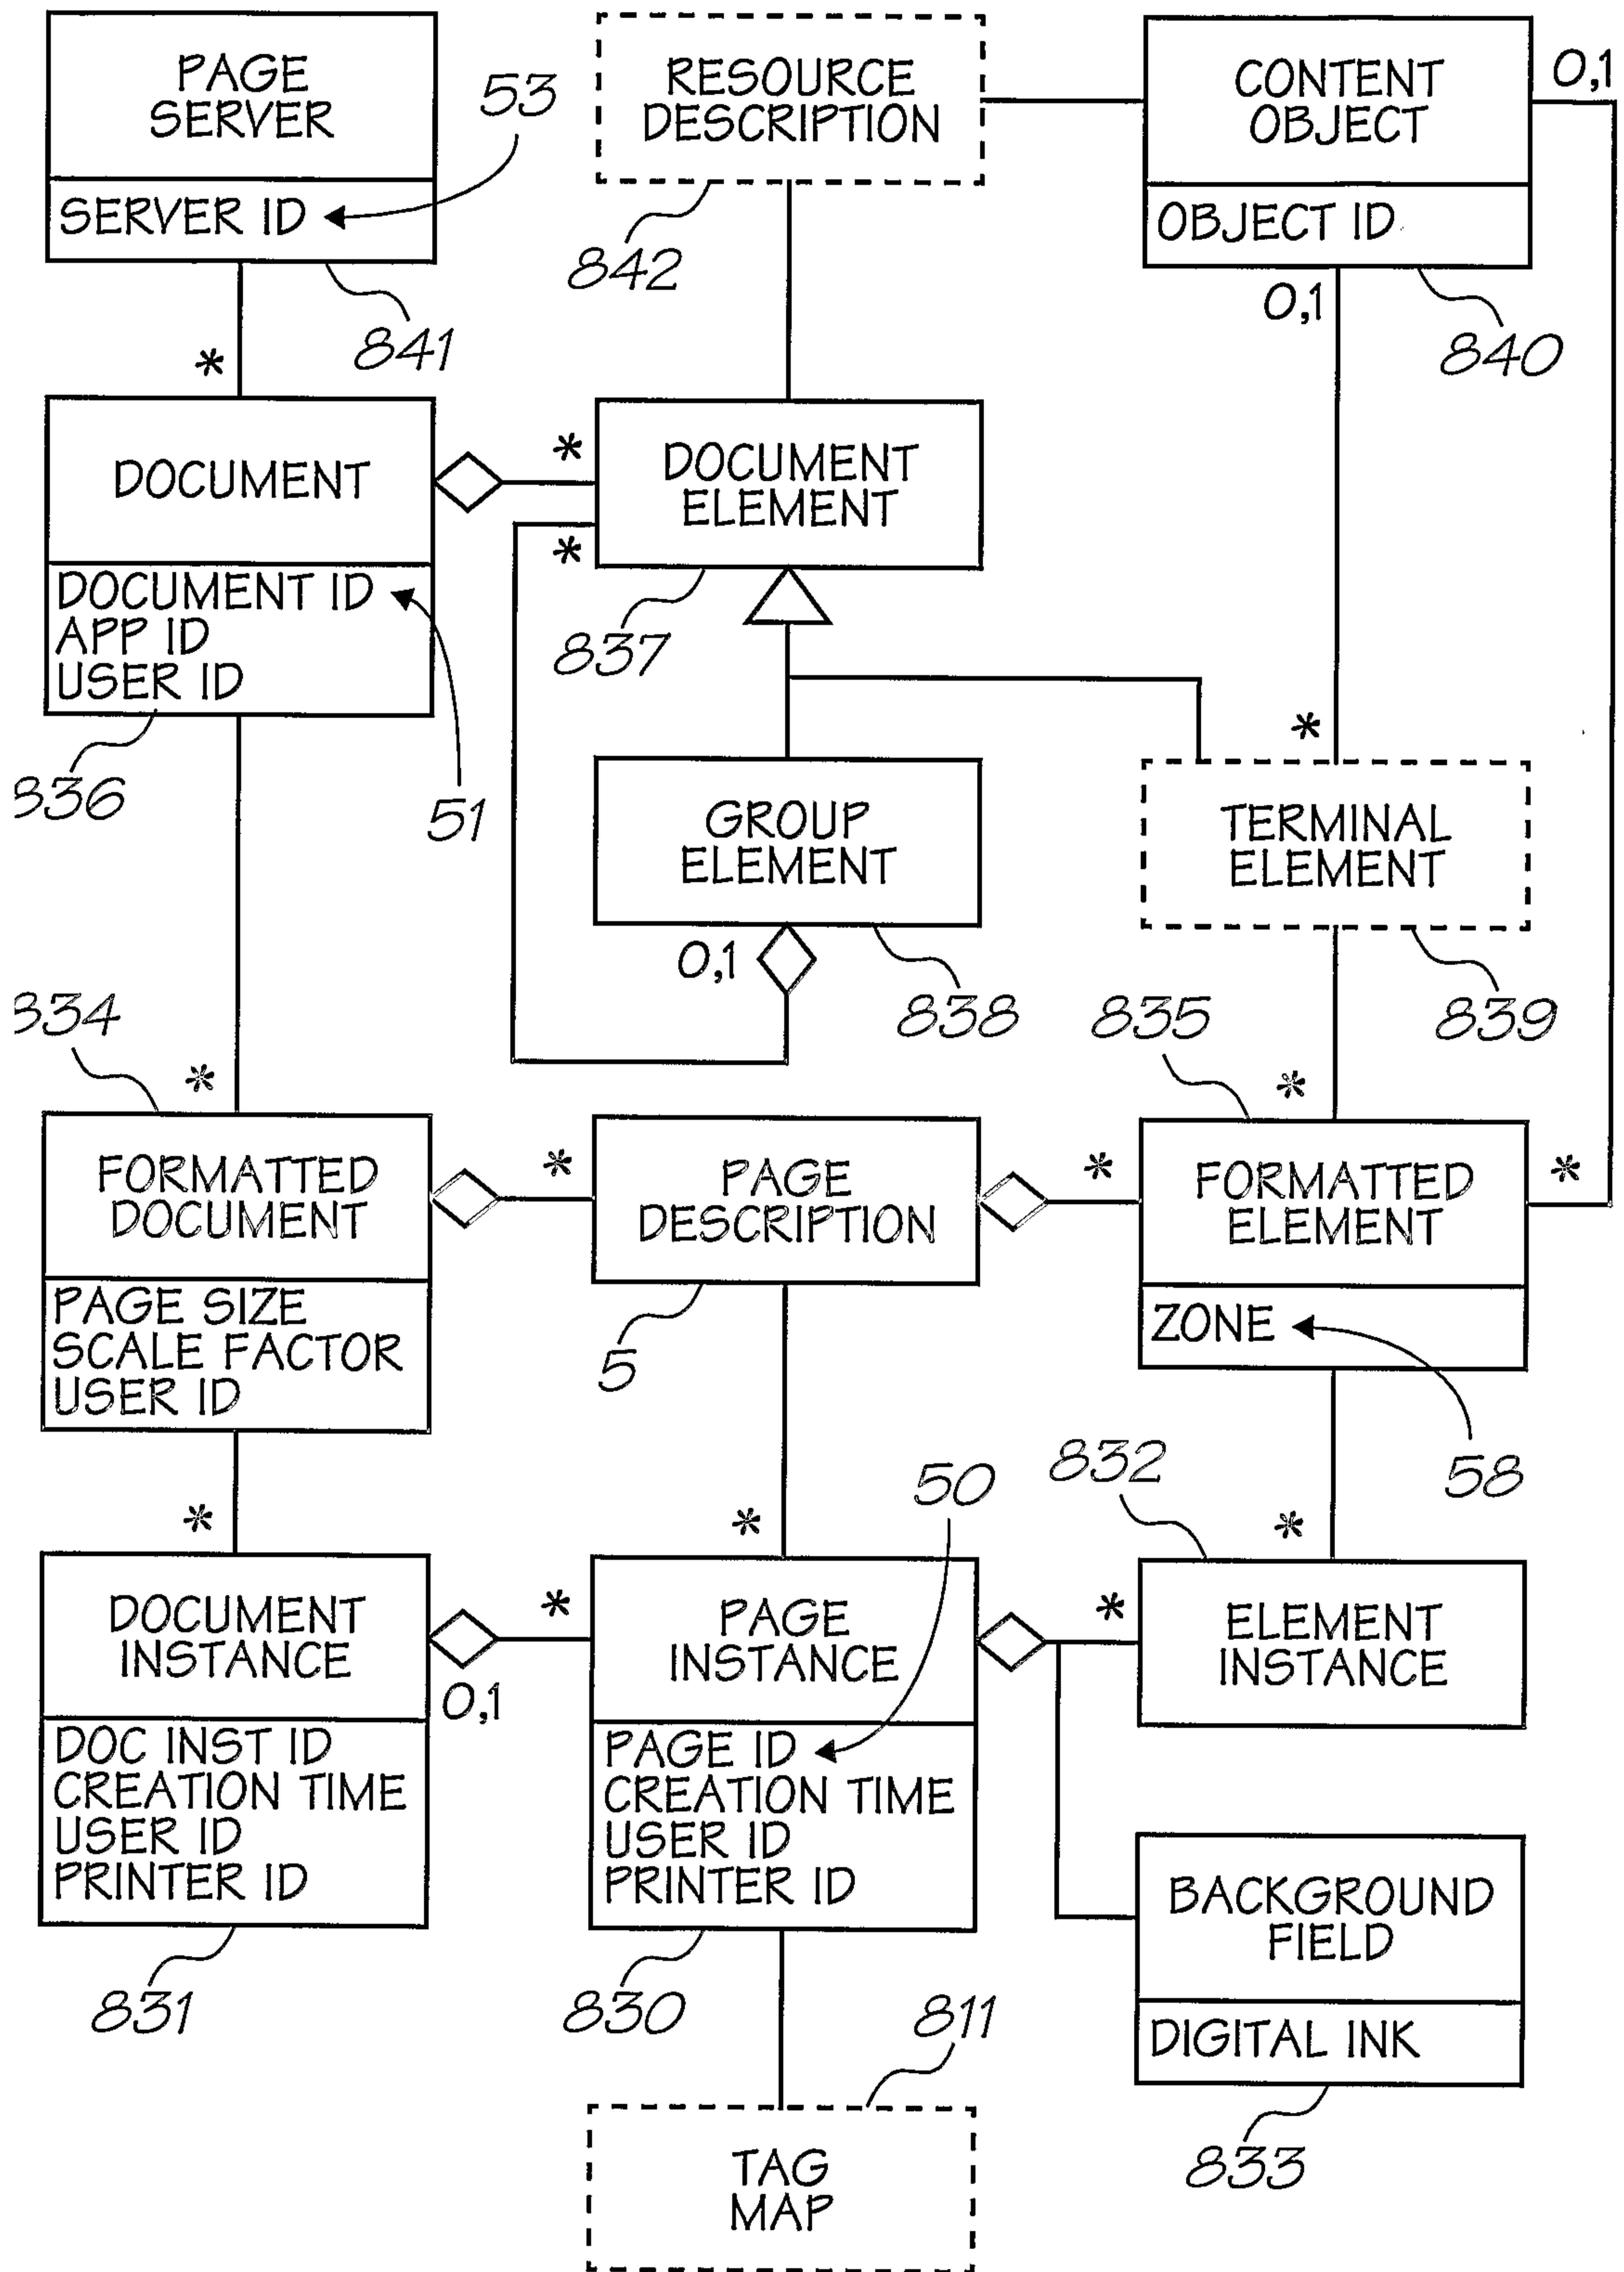 PAGE
SERVER
SERVER ID
53
841
RESOURCE
DESCRIPTION
842
CONTENT
OBJECT
OBJECT ID
0,1
0,1
840
*
DOCUMENT
DOCUMENT ID
APP ID
USER ID
836
51
*
*
DOCUMENT
ELEMENT
837
GROUP
ELEMENT
0,1
838
*
TERMINAL
ELEMENT
839
834
*
FORMATTED
DOCUMENT
PAGE SIZE
SCALE FACTOR
USER ID
*
PAGE
DESCRIPTION
5
835
*
*
*
FORMATTED
ELEMENT
ZONE
58
*
DOCUMENT
INSTANCE
0,1
DOC INST ID
CREATION TIME
USER ID
PRINTER ID
831
*
*
50
PAGE
INSTANCE
PAGE ID
CREATION TIME
USER ID
PRINTER ID
830
832
*
*
ELEMENT
INSTANCE
BACKGROUND
FIELD
DIGITAL INK
833
811
TAG
MAP